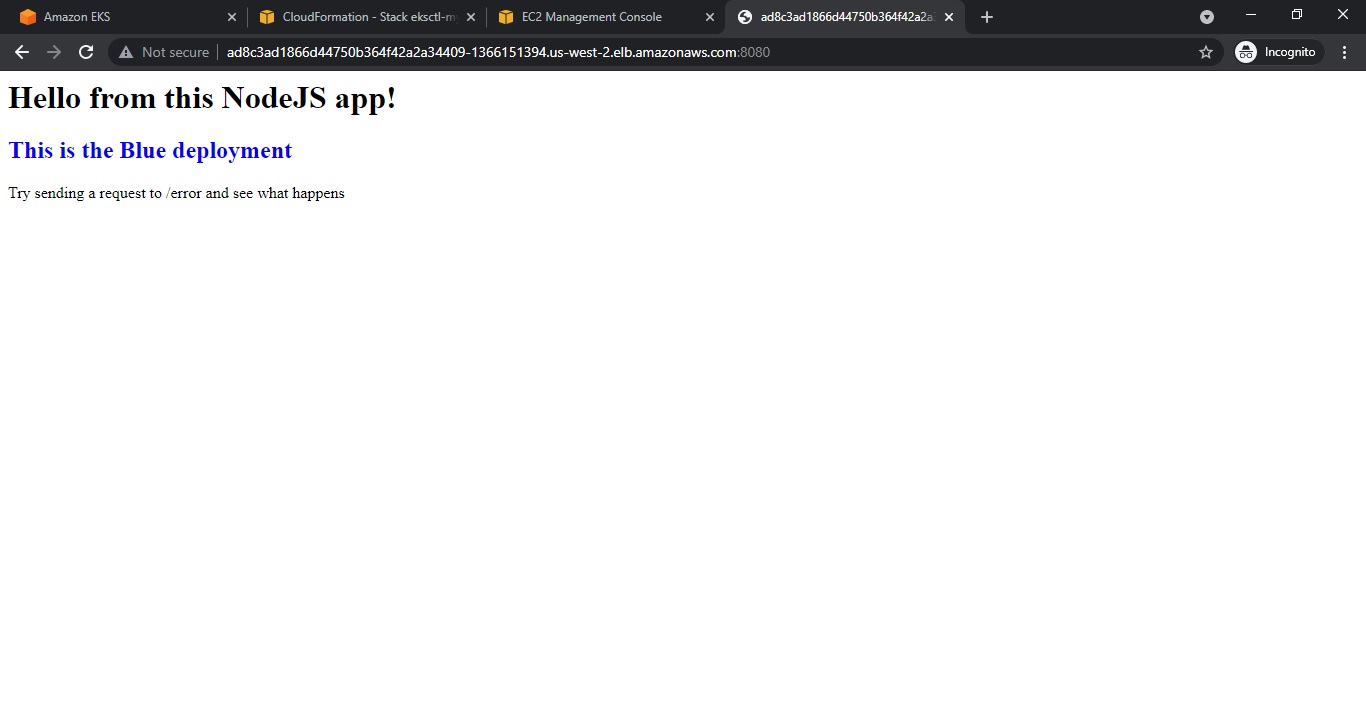 Amazon EKS
CloudFormation - Stack eksctl-my
EC2 Management Console
ad8c3ad1866d44750b364f42a2a
Not secure
ad8c3ad1866d44750b364f42a2a34409-1366151394.us-west-2.elb.amazonaws.com:8080
Incognito
Hello from this NodeJS app!
This is the Blue deployment
Try sending a request to /error and see what happens